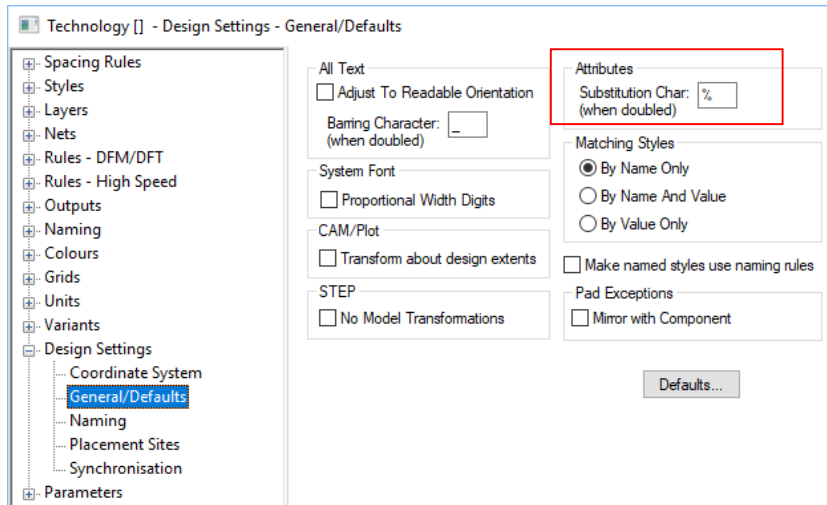 Technology [] - Design Settings - General/Defaults
Spacing Rules
Styles
Layers
Nets
Rules - DFM/DFT
Rules - High Speed
Outputs
Naming
Colours
Grids
Units
Variants
Design Settings
Coordinate System
General/Defaults
Naming
Placement Sites
Synchronisation
Parameters
All Text
Adjust To Readable Orientation
Barring Character: _
(when doubled)
System Font
Proportional Width Digits
CAM/Plot
Transform about design extents
STEP
No Model Transformations
Attributes
Substitution Char: %
(when doubled)
Matching Styles
By Name Only
By Name And Value
By Value Only
Make named styles use naming rules
Pad Exceptions
Mirror with Component
Defaults...